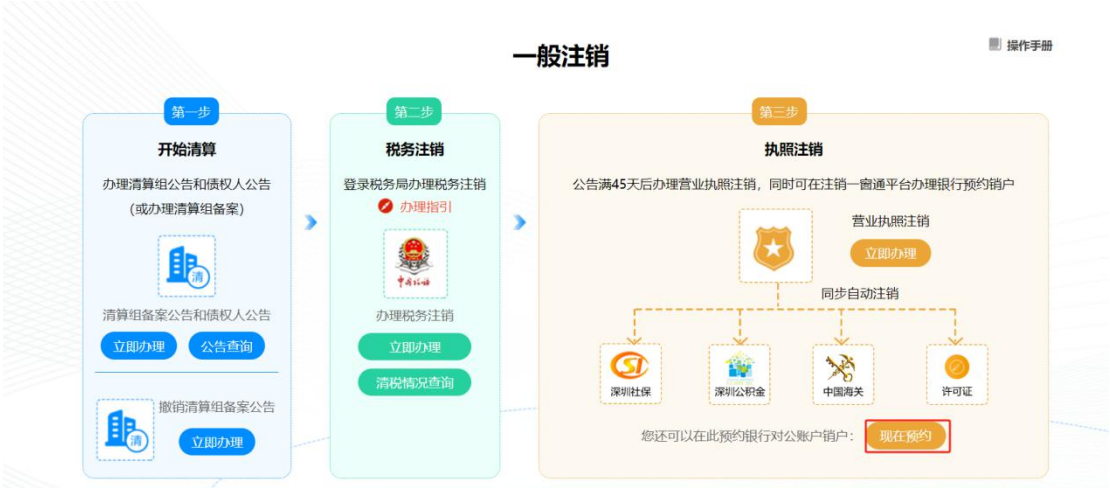 一般注销
操作手册
第一步
开始清算
办理清算组公告和债权人公告
(或办理清算组备案)
清
清算组备案公告和债权人公告
立即办理 公告查询
清
撤销清算组备案公告
立即办理
第二步
税务注销
登录税务局办理税务注销
办理指引
中国税务
办理税务注销
立即办理
清税情况查询
第三步
执照注销
公告满45天后办理营业执照注销，同时可在注销一窗通平台办理银行预约销户
营业执照注销
立即办理
同步自动注销
深圳社保 深圳公积金 中国海关 许可证
您还可以在此预约银行对公账户销户： 现在预约